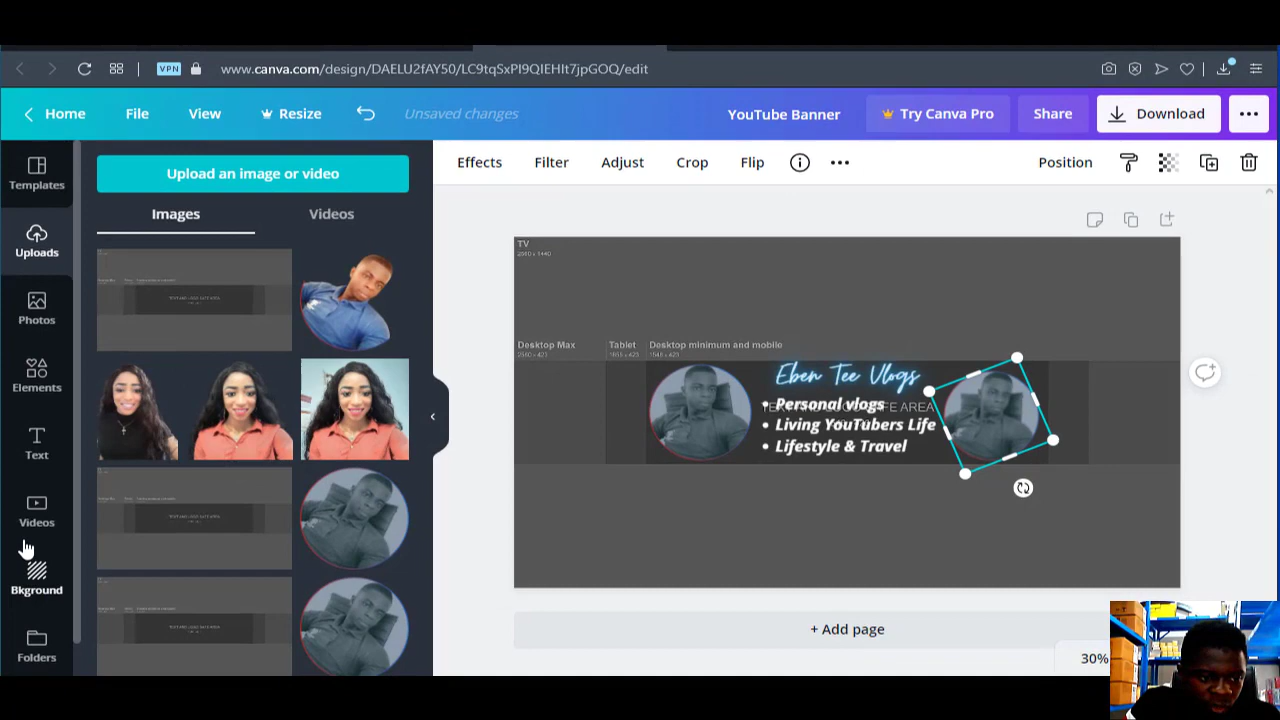 VPN
www.canva.com/design/DAELU2fAY50/LC9tqSxPI9QIEHIt7jpGOQ/edit
Home
File
View
Resize
Unsaved changes
YouTube Banner
Try Canva Pro
Share
Download
Templates
Uploads
Photos
Elements
Text
Videos
Bkground
Folders
Upload an image or video
Images
Videos
Effects
Filter
Adjust
Crop
Flip
Position
TV
Desktop Max
Tablet
Desktop minimum and mobile
Eben Tee Vlogs
• Personal vlogs
• Living YouTubers Life
• Lifestyle & Travel
+ Add page
30%